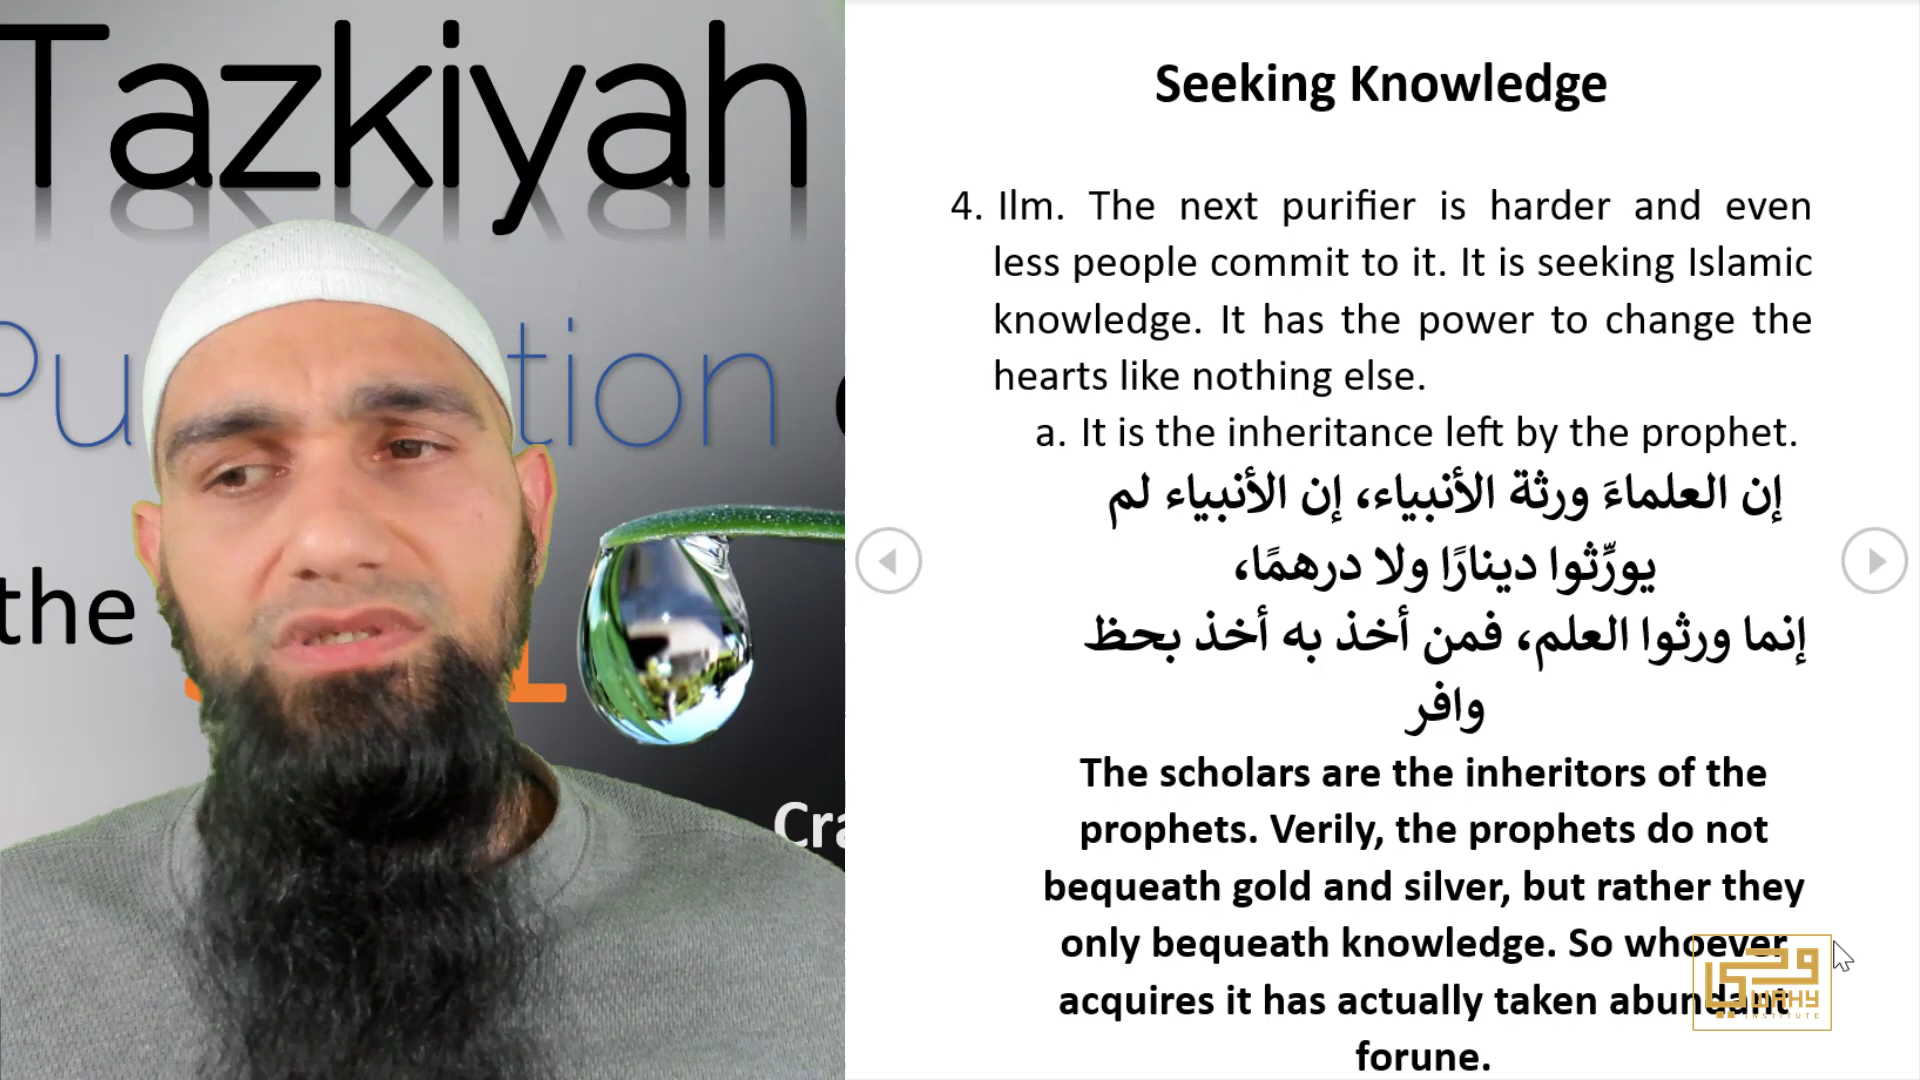 Tazkiyah
Pu tion
the
Cra
Seeking Knowledge
4. Ilm. The next purifier is harder and even
less people commit to it. It is seeking Islamic
knowledge. It has the power to change the
hearts like nothing else.
a. It is the inheritance left by the prophet.
إن العلماءَ ورثة الأنبياء، إن الأنبياء لم
يورِّثوا دينارًا ولا درهمًا،
إنما ورثوا العلم، فمن أخذ به أخذ بحظ
وافر
The scholars are the inheritors of the
prophets. Verily, the prophets do not
bequeath gold and silver, but rather they
only bequeath knowledge. So whoever
acquires it has actually taken abundant
forune.
وحي
WAHY
INSTITUTE